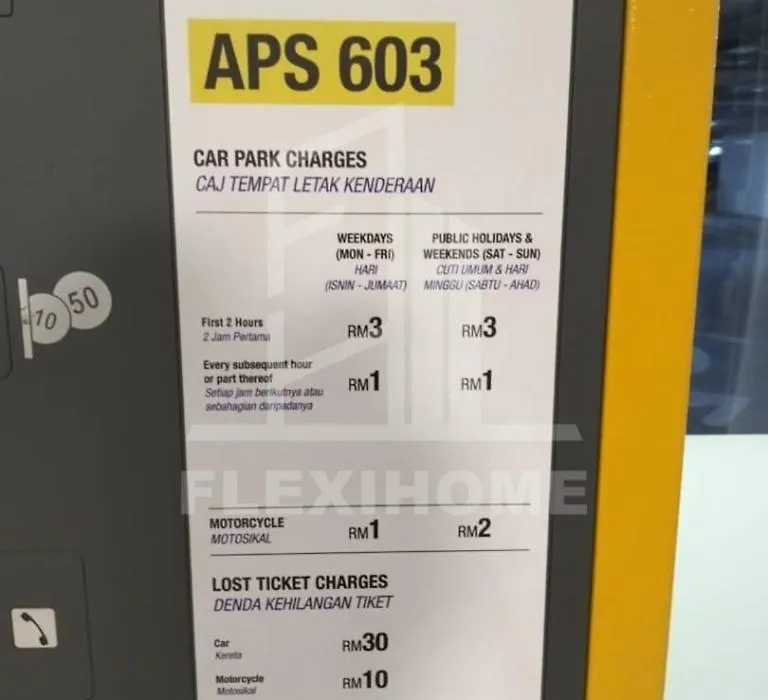 APS 603
CAR PARK CHARGES
CAJ TEMPAT LETAK KENDERAAN
WEEKDAYS PUBLIC HOLIDAYS &
(MON - FRI) WEEKENDS (SAT - SUN)
HARI CUTI UMUM & HARI
(ISNIN - JUMAAT) MINGGU (SABTU - AHAD)
First 2 Hours RM3 RM3
2 Jam Pertama
Every subsequent hour
or part thereof RM1 RM1
Setiap jam berikutnya atau
sebahagian daripadanya
10 50
FLEXIHOME
MOTORCYCLE RM1 RM2
MOTOSIKAL
LOST TICKET CHARGES
DENDA KEHILANGAN TIKET
Car RM30
Kereta
Motorcycle RM10
Motosikal